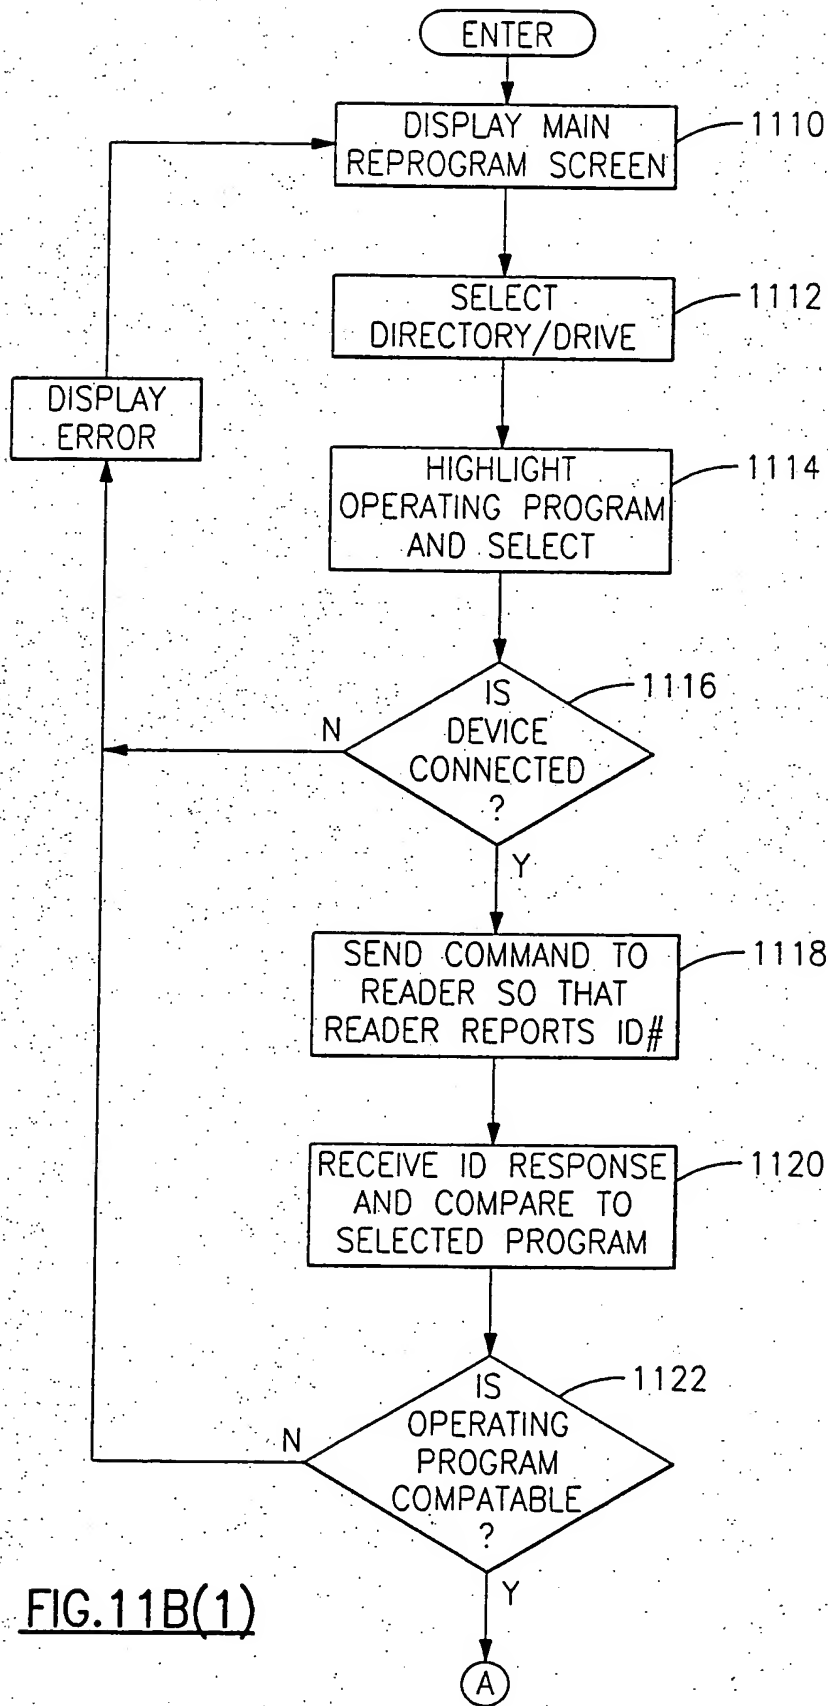 ENTER
DISPLAY MAN
REPROGRAM SCREEN
1110
SELECT
DIRECTORY/DRIVE
1112
DISPLAY
ERROR
HIGHLIGHT
OPERATING PROGRAM
AND SELECT
1114
IS
DEVICE
CONNECTED
?
1116
N
Y
SEND COMMAND TO
READER SO THAT
READER REPORTS ID#
1118
RECEIVE ID RESPONSE
AND COMPARE TO
SELECTED PROGRAM
1120
IS
OPERATING
PROGRAM
COMPATABLE
?
1122
N
Y
FIG.11B(1)
A